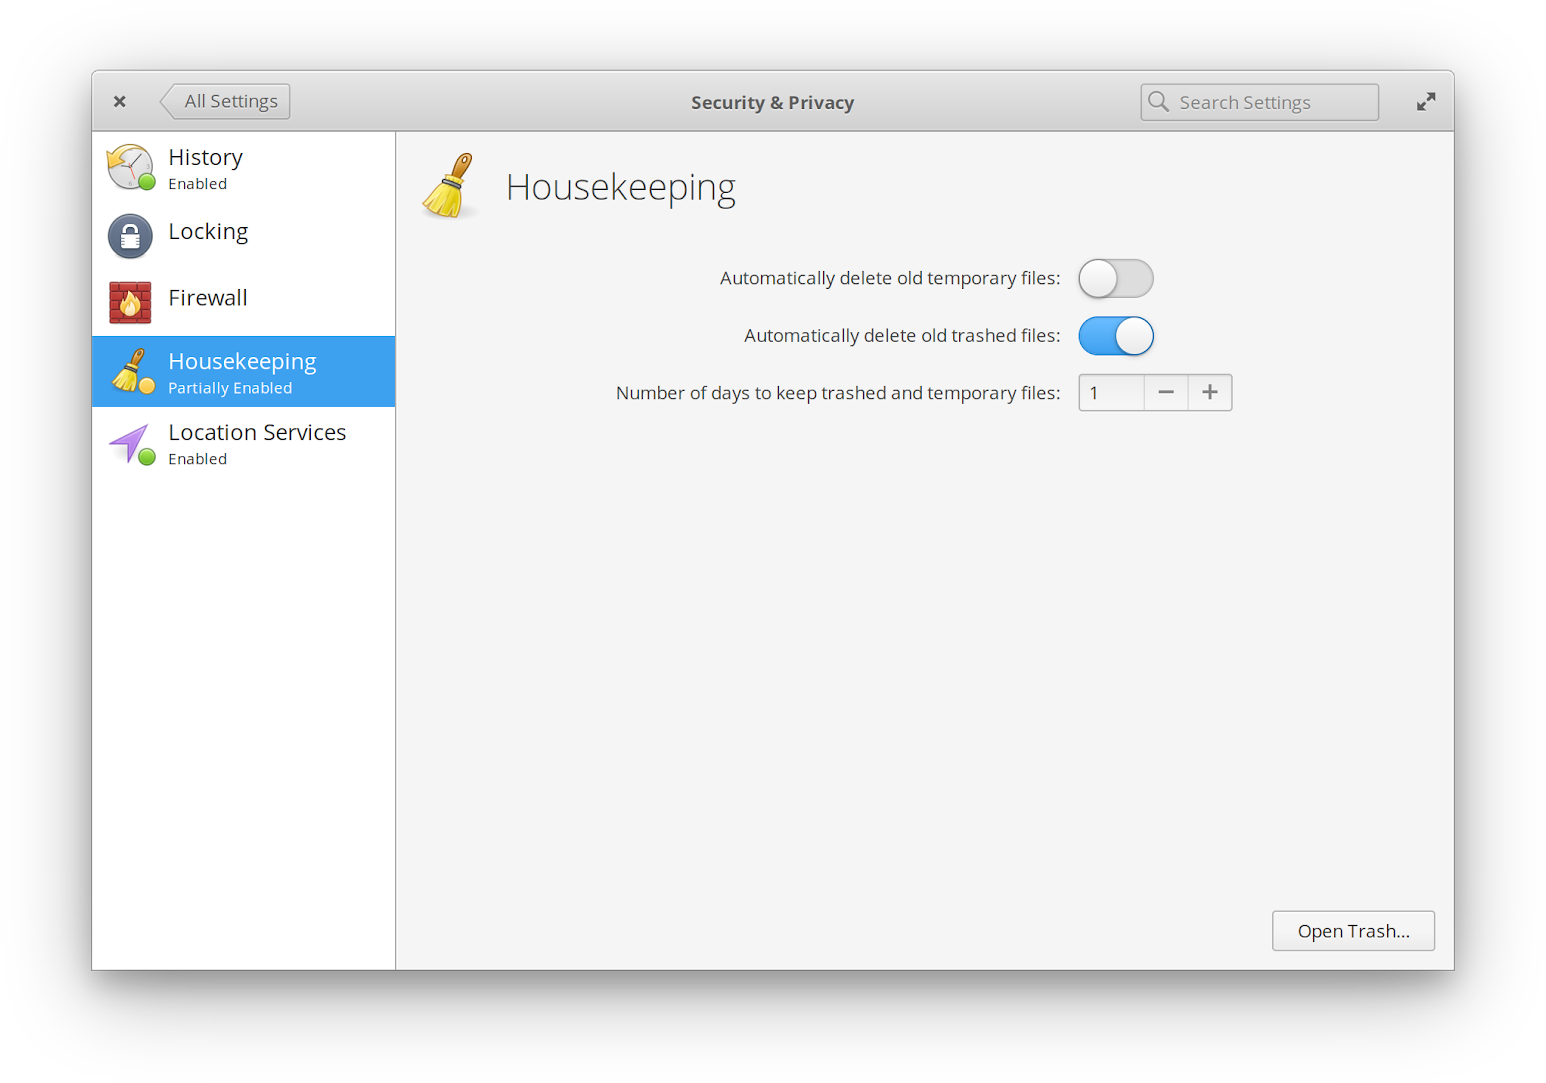 All Settings
Security & Privacy
Search Settings
History
Enabled
Locking
Firewall
Housekeeping
Partially Enabled
Location Services
Enabled
Housekeeping
Automatically delete old temporary files:
Automatically delete old trashed files:
Number of days to keep trashed and temporary files: 1
Open Trash...